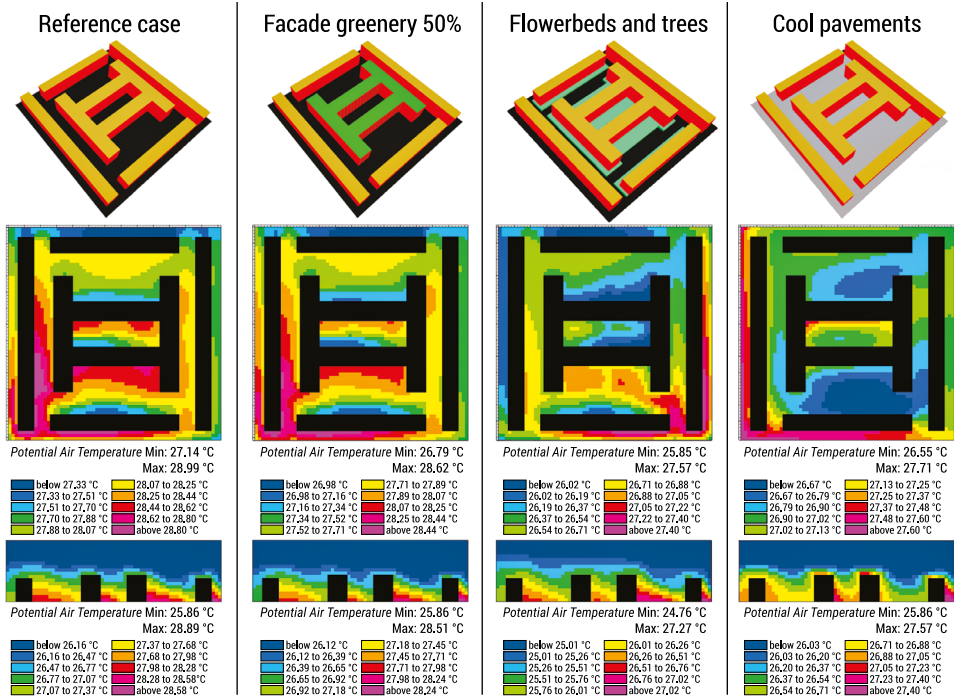 Reference case
Facade greenery 50%
Flowerbeds and trees
Cool pavements
Potential Air Temperature Min: 27.14 °C
Max: 28.99 °C
below 27.33 °C 28.07 to 28.25 °C
27.33 to 27.51 °C 28.25 to 28.44 °C
27.51 to 27.70 °C 28.44 to 28.62 °C
27.70 to 27.88 °C 28.62 to 28.80 °C
27.88 to 28.07 °C above 28.80 °C
Potential Air Temperature Min: 26.79 °C
Max: 28.62 °C
below 26.98 °C 27.71 to 27.89 °C
26.98 to 27.16 °C 27.89 to 28.07 °C
27.16 to 27.34 °C 28.07 to 28.25 °C
27.34 to 27.52 °C 28.25 to 28.44 °C
27.52 to 27.71 °C above 28.44 °C
Potential Air Temperature Min: 25.85 °C
Max: 27.57 °C
below 26.02 °C 26.71 to 26.88 °C
26.02 to 26.19 °C 26.88 to 27.05 °C
26.19 to 26.37 °C 27.05 to 27.22 °C
26.37 to 26.54 °C 27.22 to 27.40 °C
26.54 to 26.71 °C above 27.40 °C
Potential Air Temperature Min: 26.55 °C
Max: 27.71 °C
below 26.67 °C 27.13 to 27.25 °C
26.67 to 26.79 °C 27.25 to 27.37 °C
26.79 to 26.90 °C 27.37 to 27.48 °C
26.90 to 27.02 °C 27.48 to 27.60 °C
27.02 to 27.13 °C above 27.60 °C
Potential Air Temperature Min: 25.86 °C
Max: 28.89 °C
below 26.16 °C 27.37 to 27.68 °C
26.16 to 26.47 °C 27.68 to 27.98 °C
26.47 to 26.77 °C 27.98 to 28.28 °C
26.77 to 27.07 °C 28.28 to 28.58 °C
27.07 to 27.37 °C above 28.58 °C
Potential Air Temperature Min: 25.86 °C
Max: 28.51 °C
below 26.12 °C 27.18 to 27.45 °C
26.12 to 26.39 °C 27.45 to 27.71 °C
26.39 to 26.65 °C 27.71 to 27.98 °C
26.65 to 26.92 °C 27.98 to 28.24 °C
26.92 to 27.18 °C above 28.24 °C
Potential Air Temperature Min: 24.76 °C
Max: 27.27 °C
below 25.01 °C 26.01 to 26.26 °C
25.01 to 25.26 °C 26.26 to 26.51 °C
25.26 to 25.51 °C 26.51 to 26.76 °C
25.51 to 25.76 °C 26.76 to 27.02 °C
25.76 to 26.01 °C above 27.02 °C
Potential Air Temperature Min: 25.86 °C
Max: 27.57 °C
below 26.03 °C 26.71 to 26.88 °C
26.03 to 26.20 °C 26.88 to 27.05 °C
26.20 to 26.37 °C 27.05 to 27.23 °C
26.37 to 26.54 °C 27.23 to 27.40 °C
26.54 to 26.71 °C above 27.40 °C